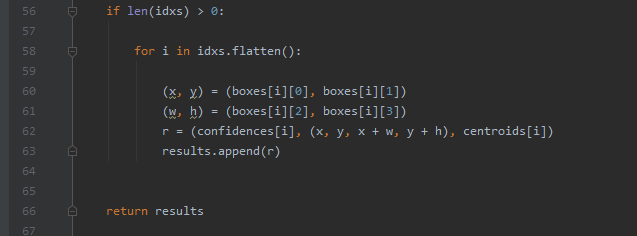 56 if len(idxs) > 0:
57
58 for i in idxs.flatten():
59
60 (x, y) = (boxes[i][0], boxes[i][1])
61 (w, h) = (boxes[i][2], boxes[i][3])
62 r = (confidences[i], (x, y, x + w, y + h), centroids[i])
63 results.append(r)
64
65
66 return results
67